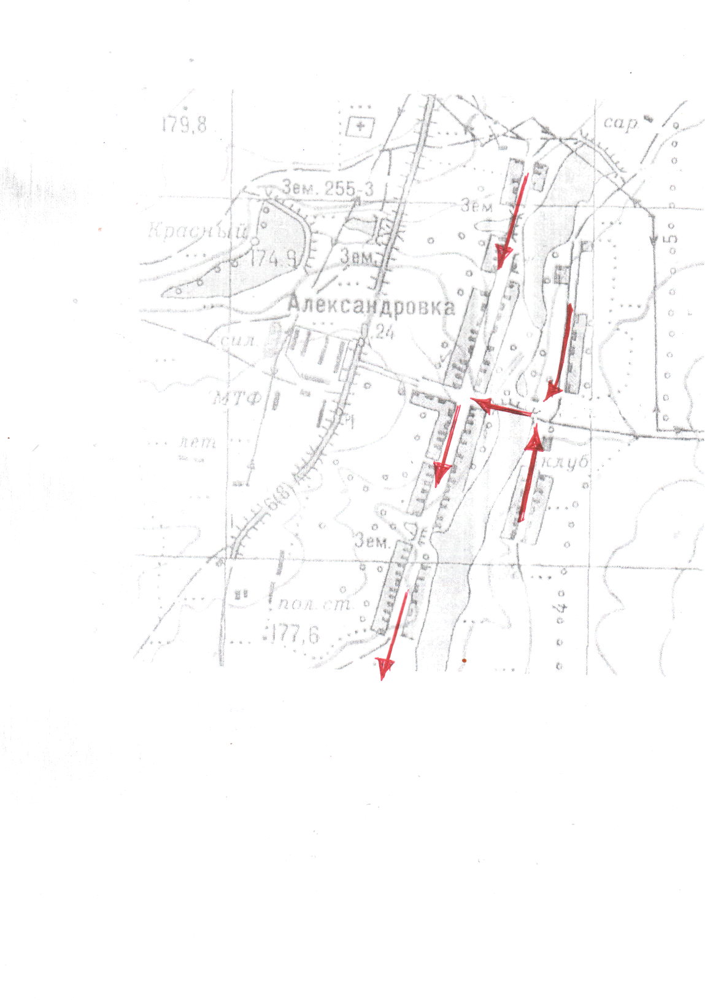 179,8
сар.
Зем. 255-3
Зем
Красный
5
174.9
Зем.
Александровка
0.24
сил.
МТФ
лет.
клуб
6(8)
Зем.
пол. ст.
4
177,6